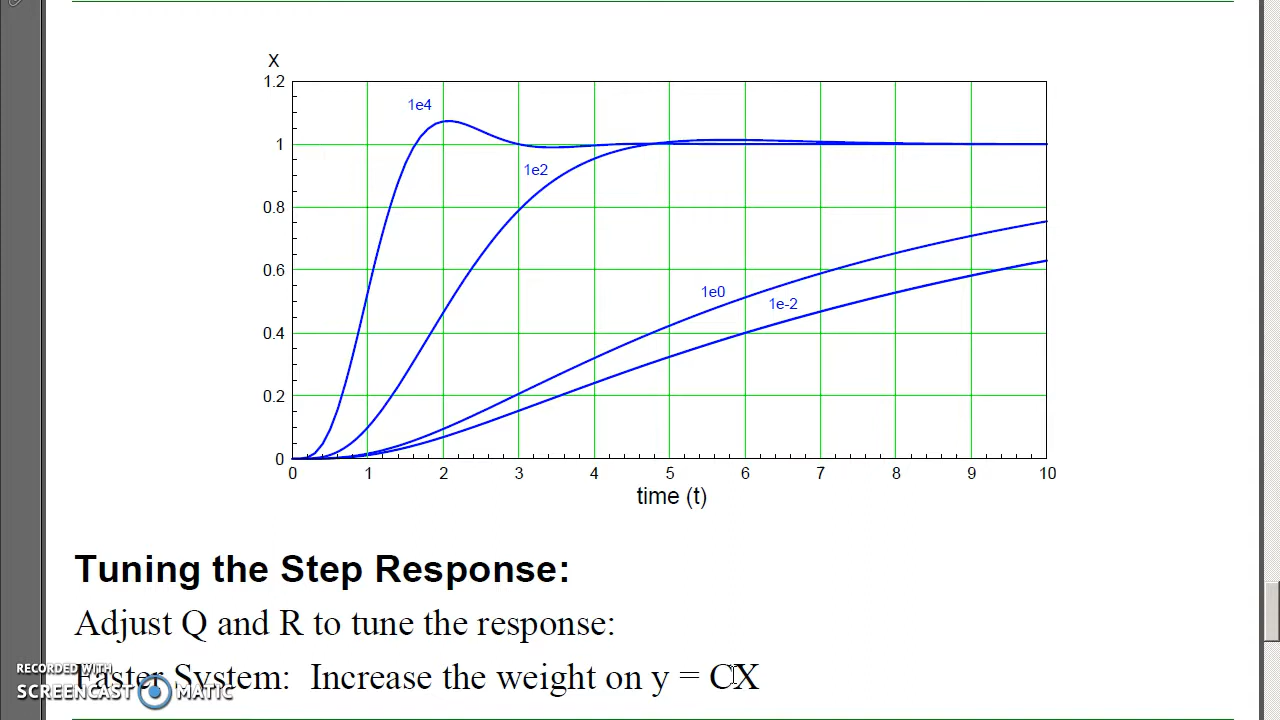 X
1.2
1e4
1
1e2
0.8
0.6
1e0
1e-2
0.4
0.2
0
0 1 2 3 4 5 6 7 8 9 10
time (t)
Tuning the Step Response:
Adjust Q and R to tune the response:
RECORDED WITH
Faster System: Increase the weight on y = CX
SCREENCAST MATIC